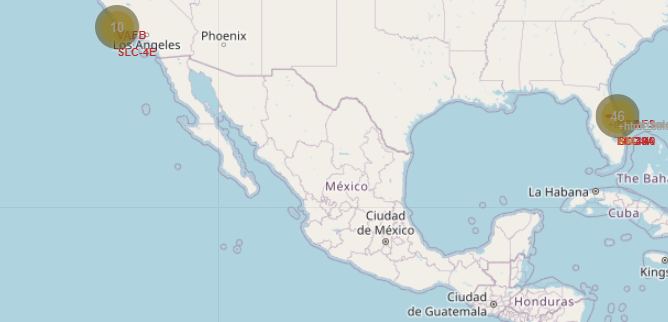 10
VAFB
Los Angeles
SLC-4E
Phoenix
46
México
Ciudad
de México
La Habana
The Baha
Cuba
Kings
Ciudad
de Guatemala
Honduras